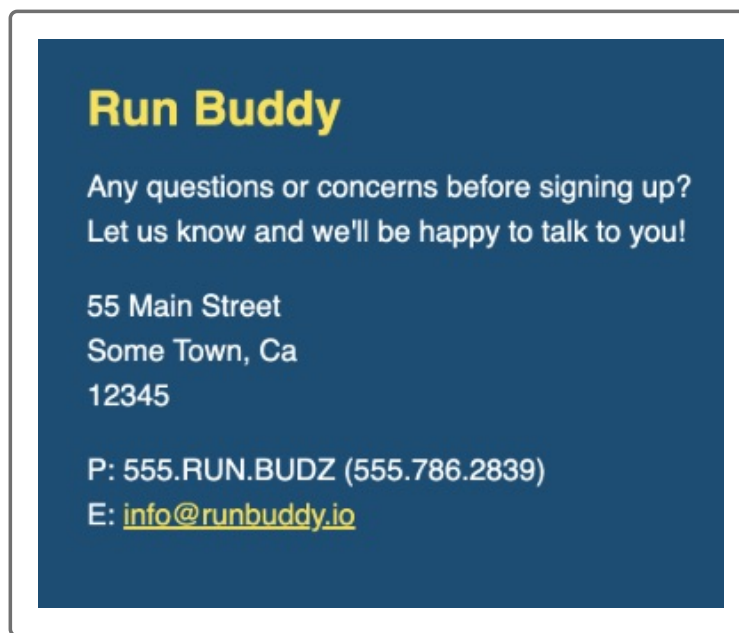 Run Buddy
Any questions or concerns before signing up?
Let us know and we'll be happy to talk to you!
55 Main Street
Some Town, Ca
12345
P: 555.RUN.BUDZ (555.786.2839)
E: info@runbuddy.io